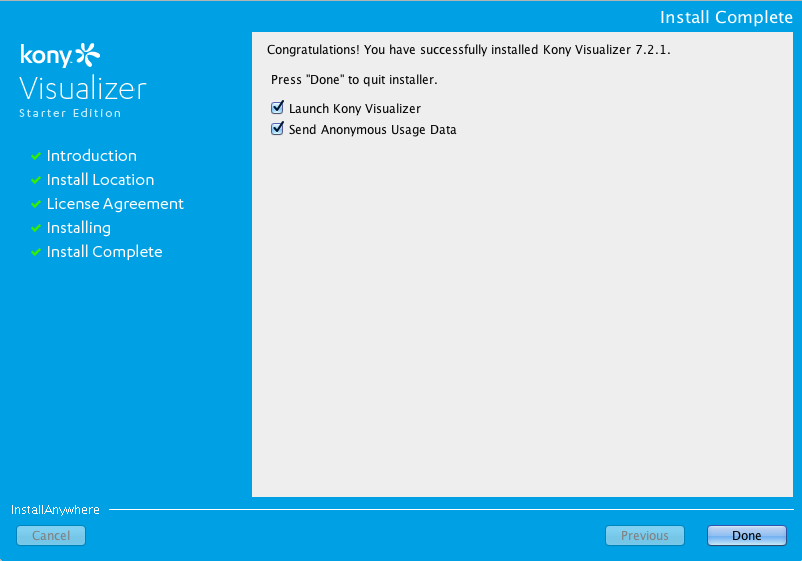 Install Complete
kony
Visualizer
Starter Edition
Introduction
Install Location
License Agreement
Installing
Install Complete
Congratulations! You have successfully installed Kony Visualizer 7.2.1.
Press "Done" to quit installer.
Launch Kony Visualizer
Send Anonymous Usage Data
InstallAnywhere
Cancel
Previous
Done